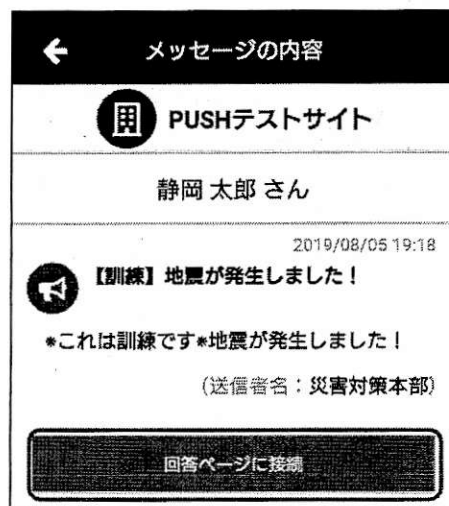 メッセージの内容
PUSHテストサイト
静岡 太郎 さん
2019/08/05 19:18
【訓練】地震が発生しました！
*これは訓練です*地震が発生しました！
(送信者名：災害対策本部)
回答ページに接続